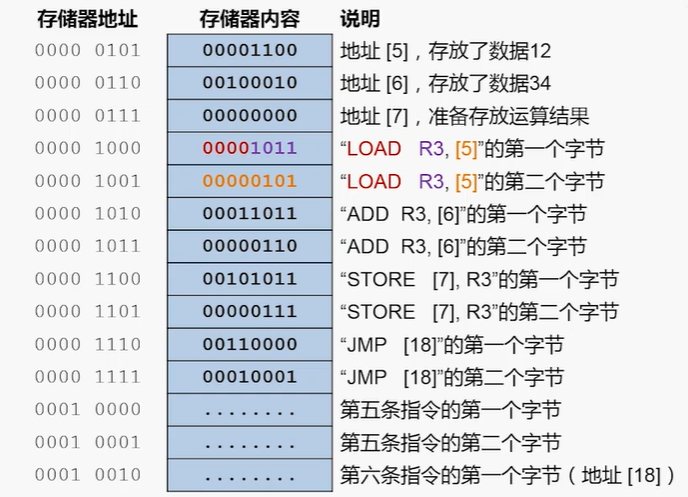 存储器地址 存储器内容 说明
0000 0101 00001100 地址 [5]，存放了数据12
0000 0110 00100010 地址 [6]，存放了数据34
0000 0111 00000000 地址 [7]，准备存放运算结果
0000 1000 00001011 “LOAD R3, [5]”的第一个字节
0000 1001 00000101 “LOAD R3, [5]”的第二个字节
0000 1010 00011011 “ADD R3, [6]”的第一个字节
0000 1011 00000110 “ADD R3, [6]”的第二个字节
0000 1100 00101011 “STORE [7], R3”的第一个字节
0000 1101 00000111 “STORE [7], R3”的第二个字节
0000 1110 00110000 “JMP [18]”的第一个字节
0000 1111 00010001 “JMP [18]”的第二个字节
0001 0000 ........ 第五条指令的第一个字节
0001 0001 ........ 第五条指令的第二个字节
0001 0010 ........ 第六条指令的第一个字节（地址 [18]）